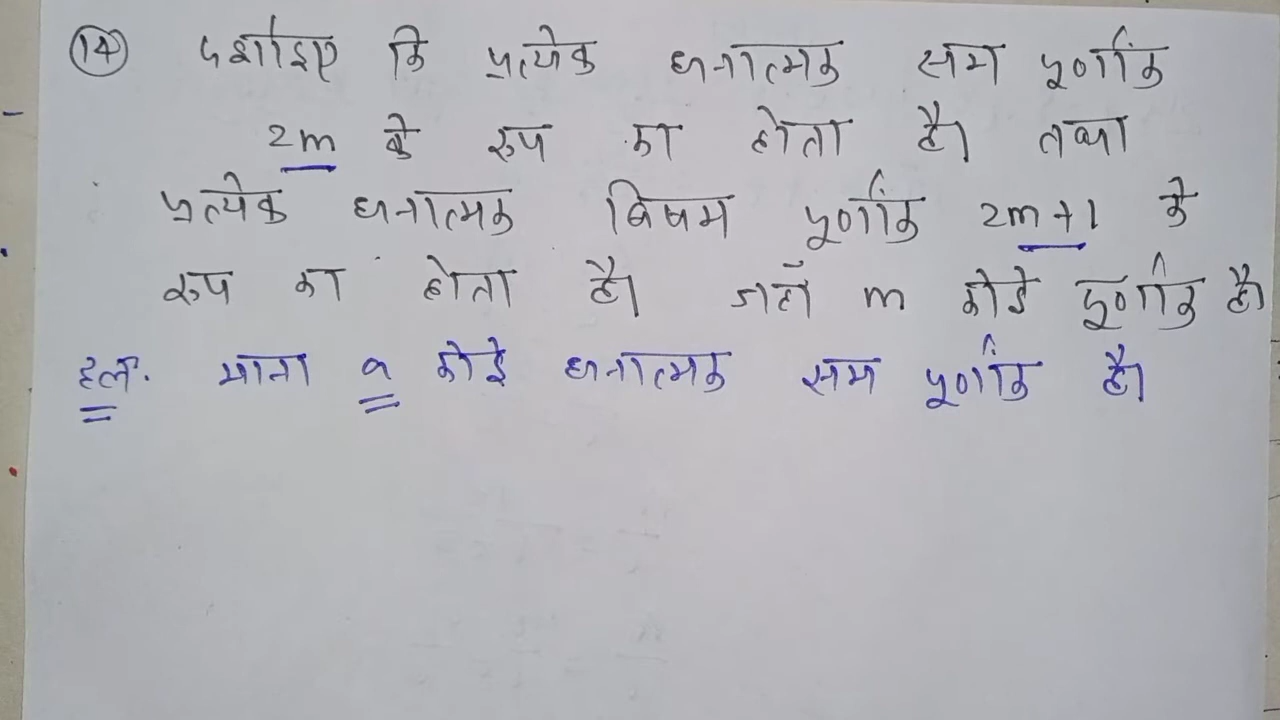 14 दर्शाइए कि प्रत्येक धनात्मक सम पूर्णांक
2m के रूप का होता है। तथा
प्रत्येक धनात्मक विषम पूर्णांक 2m+1 के
रूप का होता है। जहाँ m कोई पूर्णांक है।
हल. माना a कोई धनात्मक सम पूर्णांक है।